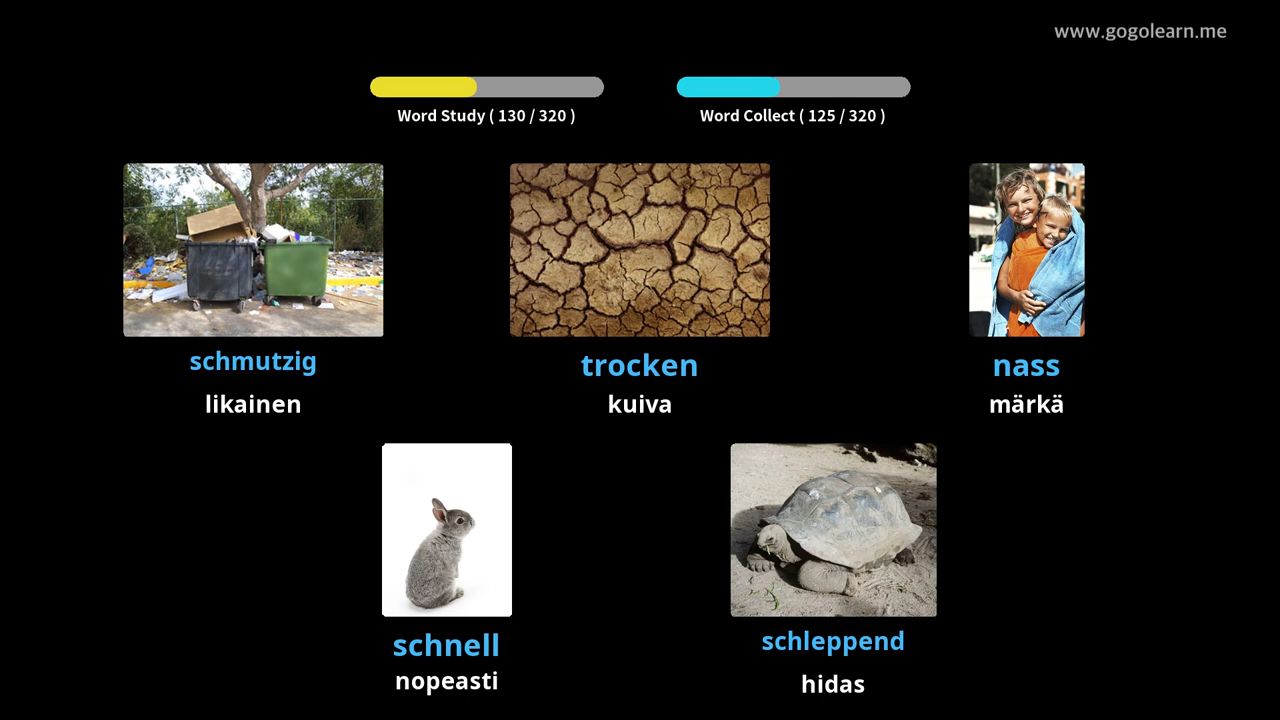 www.gogolearn.me
Word Study ( 130 / 320 )
Word Collect ( 125 / 320 )
schmutzig
likainen
trocken
kuiva
nass
märkä
schnell
nopeasti
schleppend
hidas